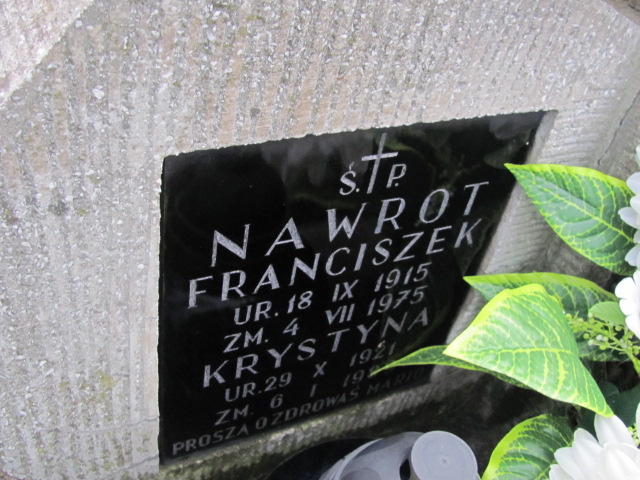 Ś. P.
NAWROT
FRANCISZEK
UR. 18 IX 1915
ZM. 4 VII 1975
KRYSTYNA
UR. 29 X 1921
ZM. 6 I
PROSZĄ O ZDROWAŚ